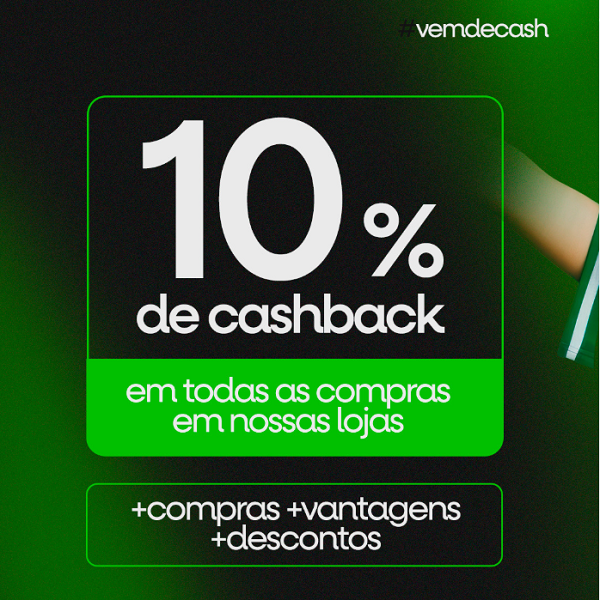 #vemdecash
10%
de cashback
em todas as compras
em nossas lojas
+compras +vantagens
+descontos